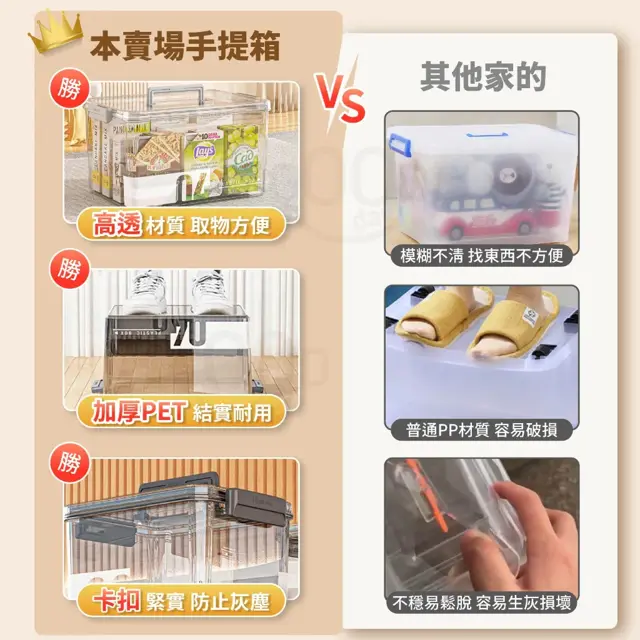 本賣場手提箱
VS
其他家的
勝
Lay's
高透 材質 取物方便
模糊不清 找東西不方便
勝
加厚PET 結實耐用
普通PP材質 容易破損
勝
卡扣 緊實 防止灰塵
不穩易鬆脫 容易生灰損壞